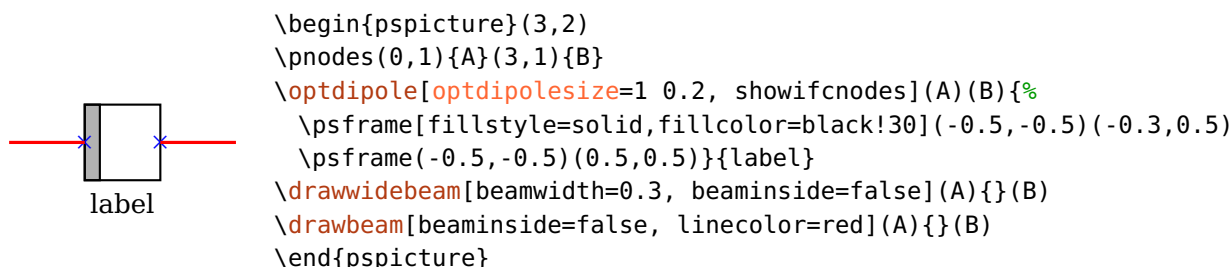 label
\begin{pspicture}(3,2)
\pnodes(0,1){A}(3,1){B}
\optdipole[optdipolesize=1 0.2, showifcnodes](A)(B){%
\psframe[fillstyle=solid,fillcolor=black!30](-0.5,-0.5)(-0.3,0.5)
\psframe(-0.5,-0.5)(0.5,0.5)}{label}
\drawwidebeam[beamwidth=0.3, beaminside=false](A){}(B)
\drawbeam[beaminside=false, linecolor=red](A){}(B)
\end{pspicture}